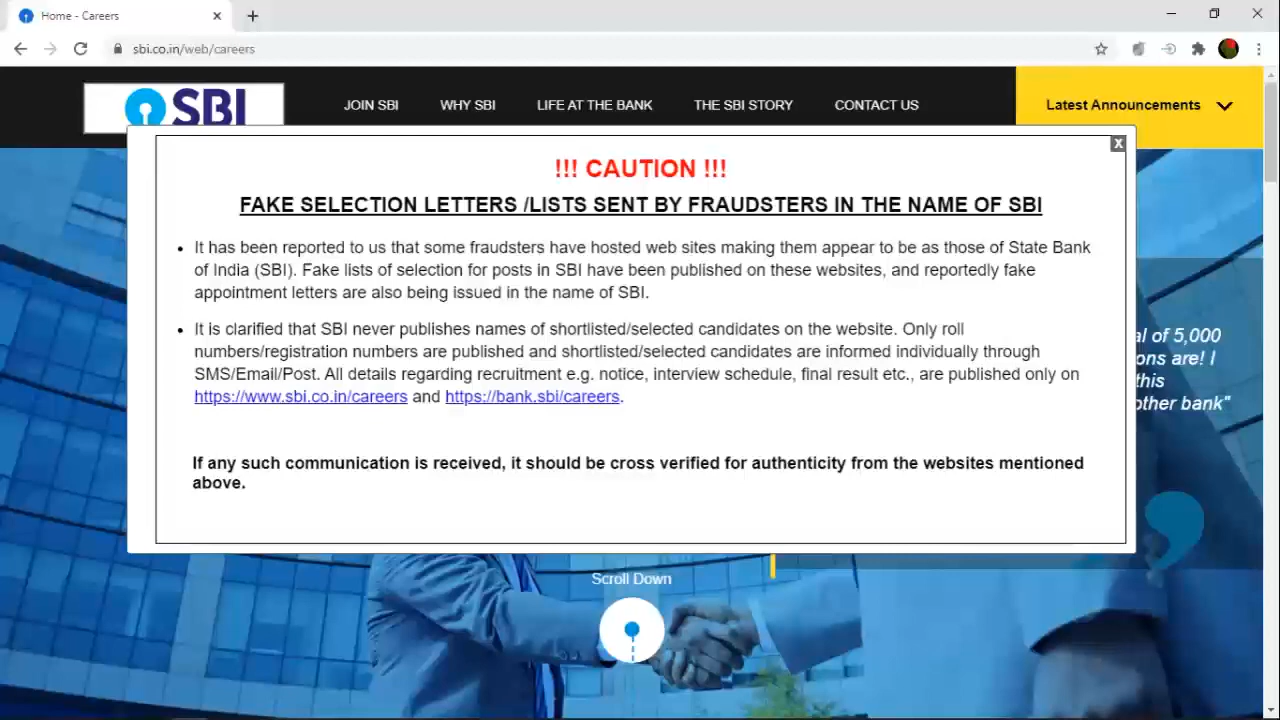 Home - Careers
sbi.co.in/web/careers
SBI
JOIN SBI
WHY SBI
LIFE AT THE BANK
THE SBI STORY
CONTACT US
Latest Announcements
X
!!! CAUTION !!!
FAKE SELECTION LETTERS /LISTS SENT BY FRAUDSTERS IN THE NAME OF SBI
• It has been reported to us that some fraudsters have hosted web sites making them appear to be as those of State Bank
of India (SBI). Fake lists of selection for posts in SBI have been published on these websites, and reportedly fake
appointment letters are also being issued in the name of SBI.
• It is clarified that SBI never publishes names of shortlisted/selected candidates on the website. Only roll
numbers/registration numbers are published and shortlisted/selected candidates are informed individually through
SMS/Email/Post. All details regarding recruitment e.g. notice, interview schedule, final result etc., are published only on
https://www.sbi.co.in/careers and https://bank.sbi/careers.
If any such communication is received, it should be cross verified for authenticity from the websites mentioned
above.
of 5,000
are! I
this
other bank"
Scroll Down